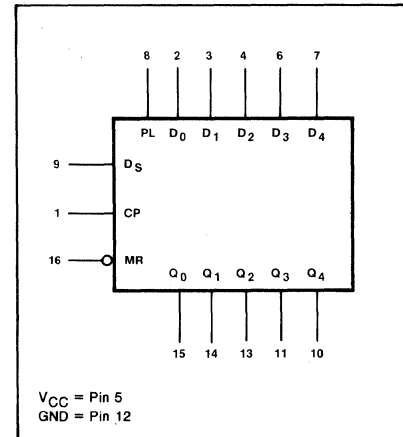 8 2 3 4 6 7
PL D0 D1 D2 D3 D4
9 DS
1 CP
16 MR
Q0 Q1 Q2 Q3 Q4
15 14 13 11 10
VCC = Pin 5
GND = Pin 12